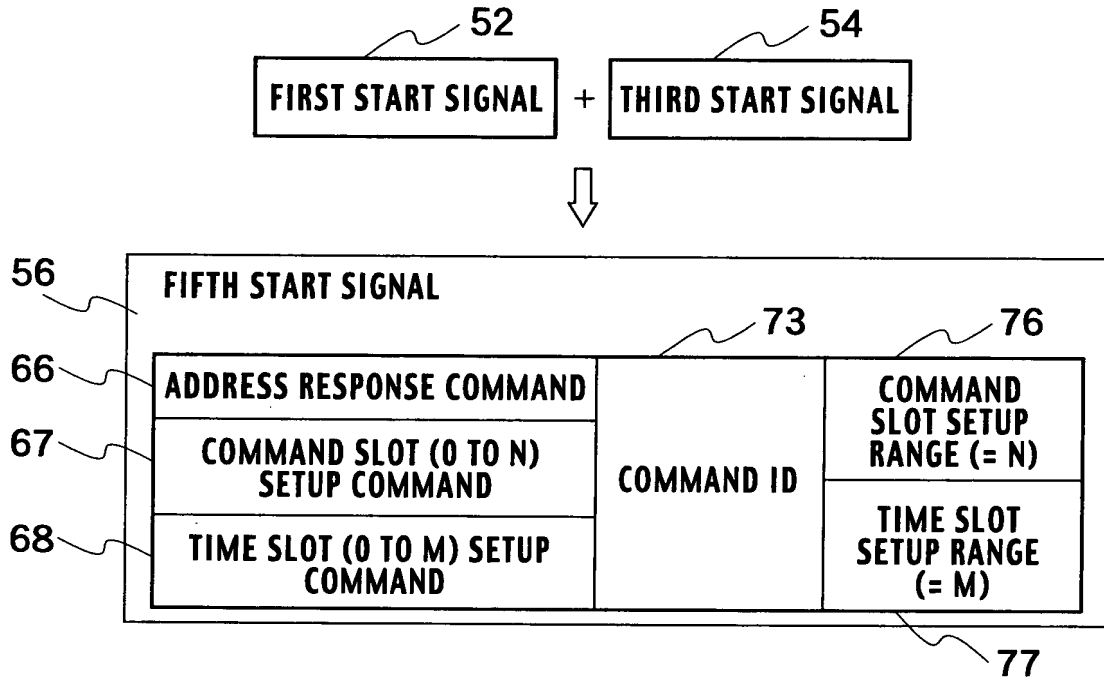 52
54
FIRST START SIGNAL + THIRD START SIGNAL
56
FIFTH START SIGNAL
73
76
66
ADDRESS RESPONSE COMMAND
67
COMMAND SLOT (0 TO N)
SETUP COMMAND
68
TIME SLOT (0 TO M) SETUP
COMMAND
COMMAND ID
COMMAND
SLOT SETUP
RANGE (= N)
TIME SLOT
SETUP RANGE
(= M)
77